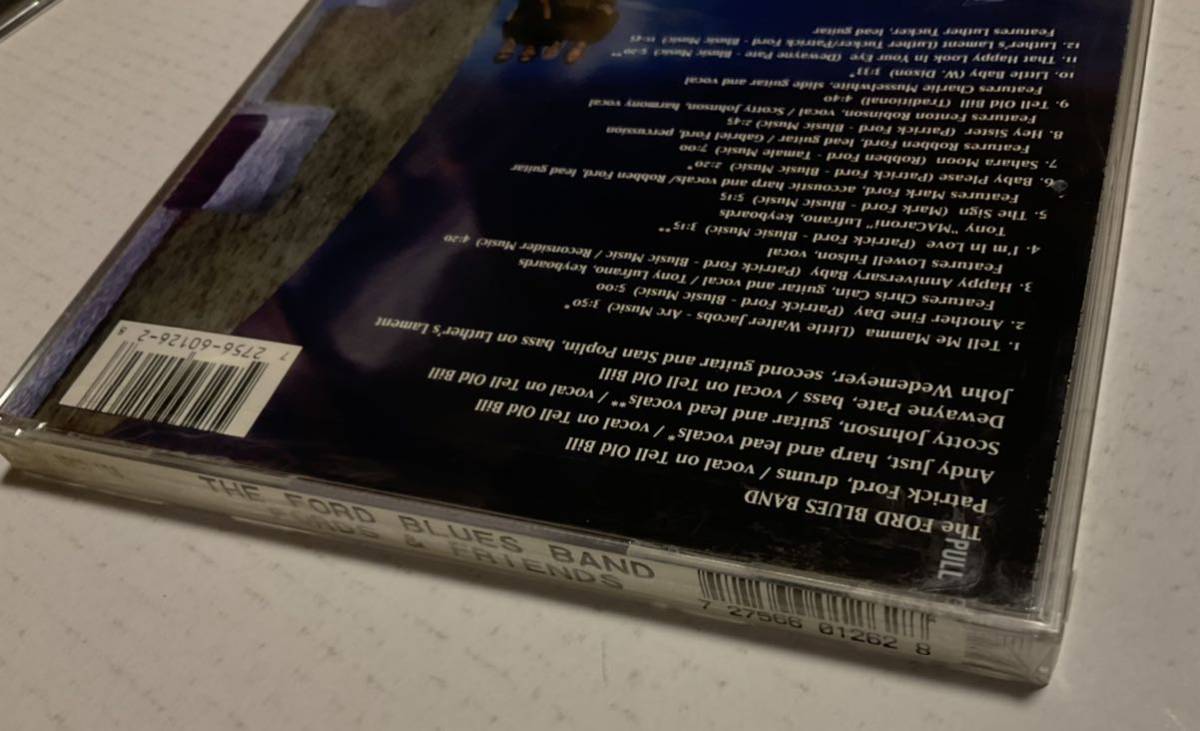 PULL
The FORD BLUES BAND
Patrick Ford, drums / vocal on Tell Old Bill
Andy Just, harp and lead vocals* / vocal on Tell Old Bill
Scotty Johnson, guitar and lead vocals** / vocal on Tell Old Bill
Dewayne Pate, bass / vocal on Tell Old Bill
John Wedemeyer, second guitar and Stan Poplin, bass on Luther's Lament
1. Tell Me Mamma (Little Walter Jacobs - Arc Music) 3:50*
2. Another Fine Day (Patrick Ford - Blusic Music) 5:00
Features Chris Cain, guitar and vocal / Tony Lufrano, keyboards
3. Happy Anniversary Baby (Patrick Ford - Blusic Music / Reconsider Music) 4:20
Features Lowell Fulson, vocal
4. I'm In Love (Patrick Ford - Blusic Music) 3:15**
Tony "MACaroni" Lufrano, keyboards
5. The Sign (Mark Ford - Blusic Music) 5:15
Features Mark Ford, accoustic harp and vocals/ Robben Ford, lead guitar
6. Baby Please (Patrick Ford - Blusic Music) 2:20*
7. Sahara Moon (Robben Ford - Tamale Music) 7:00
Features Robben Ford, lead guitar / Gabriel Ford, percussion
8. Hey Sister (Patrick Ford - Blusic Music) 2:45
Features Fenton Robinson, vocal / Scotty Johnson, harmony vocal
9. Tell Old Bill (Traditional) 4:40
Features Charlie Musselwhite, slide guitar and vocal
10. Little Baby (W. Dixon) 3:33*
11. That Happy Look In Your Eye (Dewayne Pate - Blusic Music) 5:20**
12. Luther's Lament (Luther Tucker/Patrick Ford - Blusic Music) 11:45
Features Luther Tucker, lead guitar
7 2756-60126-2 8
THE FORD BLUES BAND
& FRIENDS
7 27566 01262 8